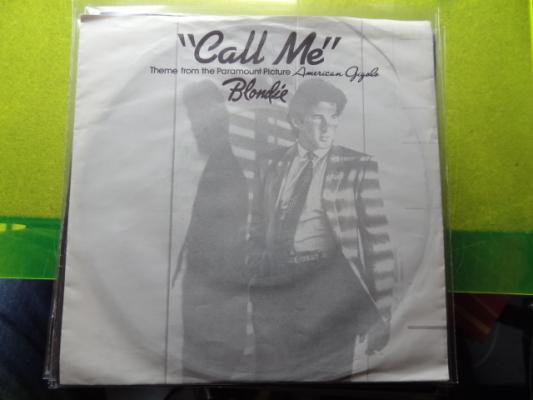 "Call Me"
Theme from the Paramount Picture American Gigolo
Blondie